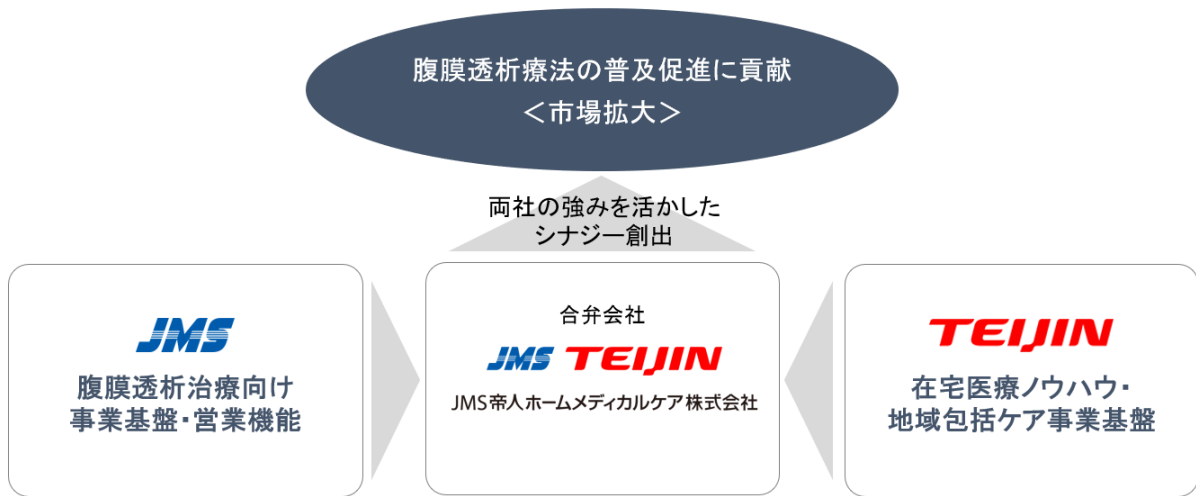 腹膜透析療法の普及促進に貢献
＜市場拡大＞
両社の強みを活かした
シナジー創出
JMS
腹膜透析治療向け
事業基盤・営業機能
合弁会社
JMS TEIJIN
JMS帝人ホームメディカルケア株式会社
TEIJIN
在宅医療ノウハウ・
地域包括ケア事業基盤